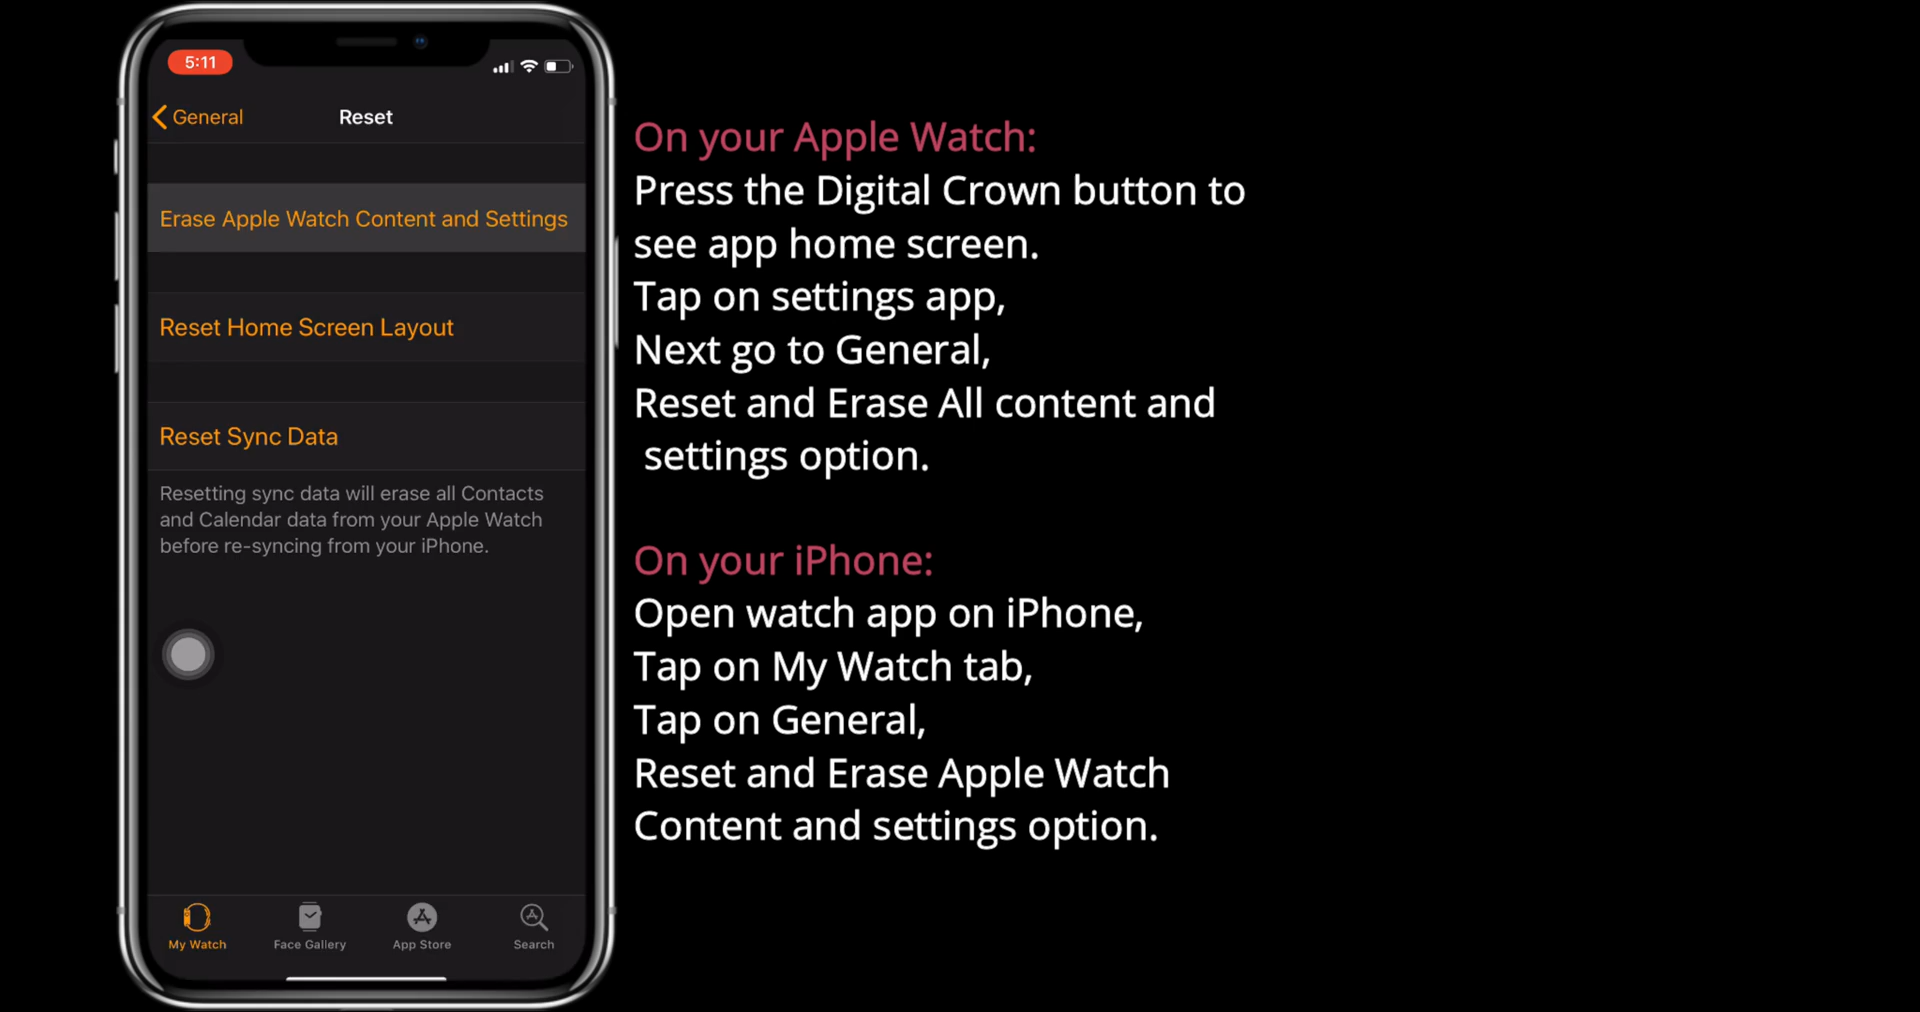 5:11
General
Reset
Erase Apple Watch Content and Settings
Reset Home Screen Layout
Reset Sync Data
Resetting sync data will erase all Contacts
and Calendar data from your Apple Watch
before re-syncing from your iPhone.
My Watch
Face Gallery
App Store
Search
On your Apple Watch:
Press the Digital Crown button to
see app home screen.
Tap on settings app,
Next go to General,
Reset and Erase All content and
settings option.
On your iPhone:
Open watch app on iPhone,
Tap on My Watch tab,
Tap on General,
Reset and Erase Apple Watch
Content and settings option.